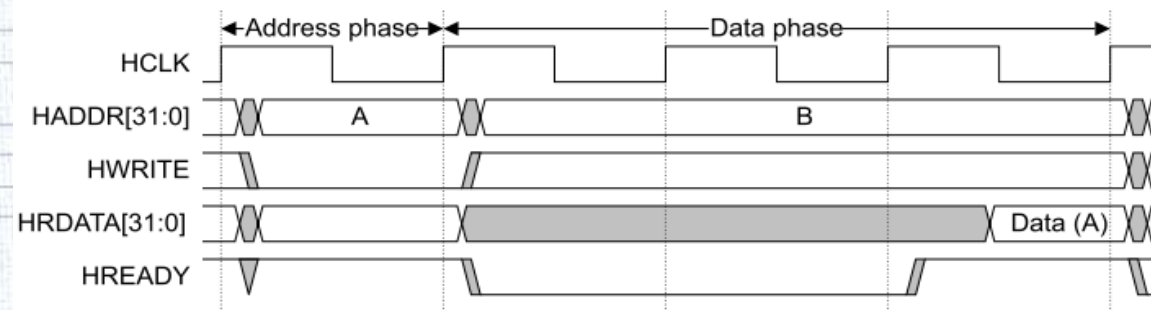 Address phase Data phase
HCLK
HADDR[31:0] A B
HWRITE
HRDATA[31:0] Data (A)
HREADY